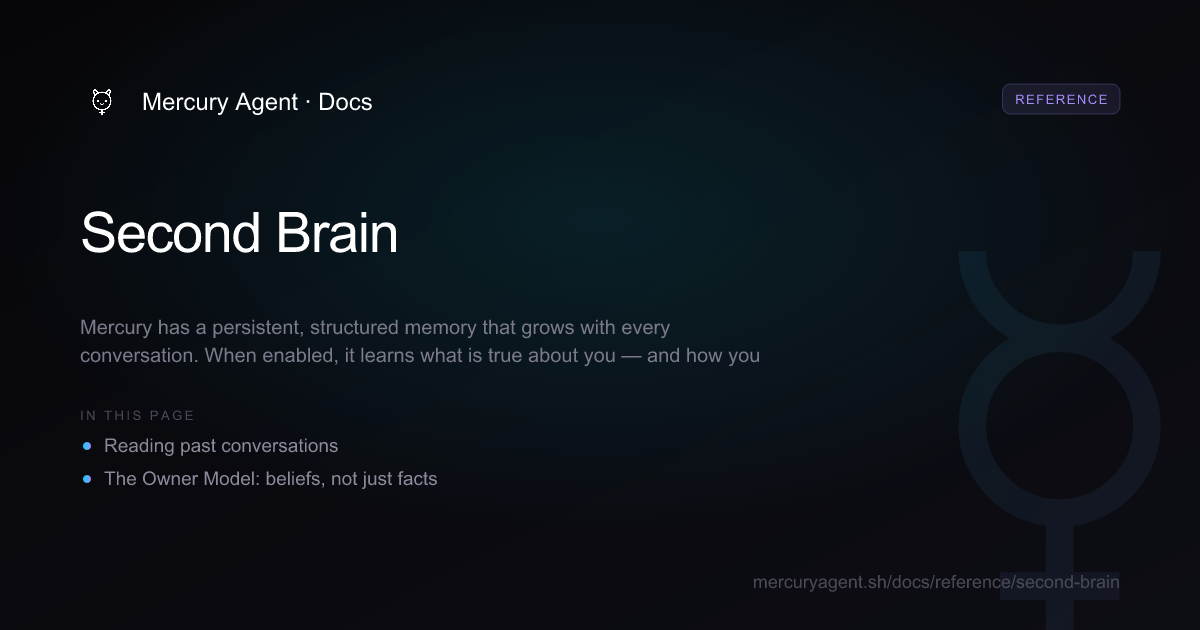 Mercury Agent · Docs
REFERENCE
Second Brain
Mercury has a persistent, structured memory that grows with every
conversation. When enabled, it learns what is true about you — and how you
IN THIS PAGE
Reading past conversations
The Owner Model: beliefs, not just facts
mercuryagent.sh/docs/reference/second-brain